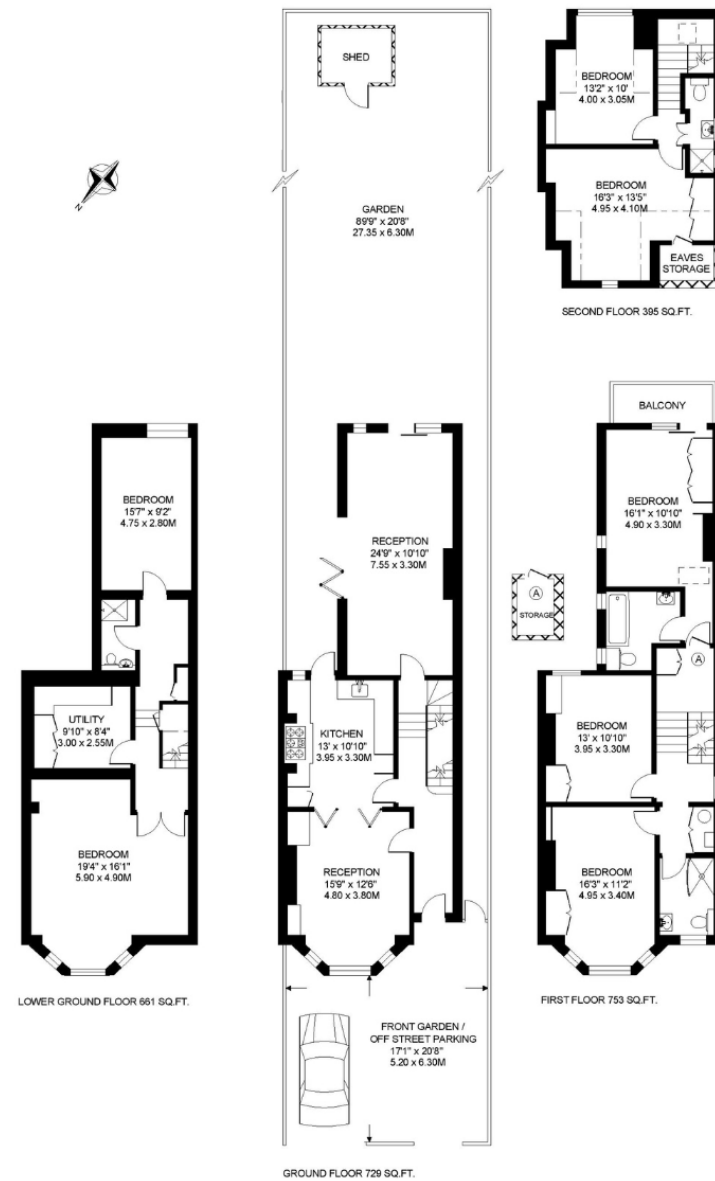 SHED
GARDEN
89'9" x 20'8"
27.35 x 6.30M
BEDROOM
13'2" x 10'
4.00 x 3.05M
BEDROOM
16'3" x 13'5"
4.95 x 4.10M
EAVES
STORAGE
SECOND FLOOR 395 SQ.FT.
N
BEDROOM
15'7" x 9'2"
4.75 x 2.80M
UTILITY
9'10" x 8'4"
3.00 x 2.55M
BEDROOM
19'4" x 16'1"
5.90 x 4.90M
LOWER GROUND FLOOR 661 SQ.FT.
RECEPTION
24'9" x 10'10"
7.55 x 3.30M
KITCHEN
13' x 10'10"
3.95 x 3.30M
RECEPTION
15'9" x 12'6"
4.80 x 3.80M
FRONT GARDEN /
OFF STREET PARKING
17'1" x 20'8"
5.20 x 6.30M
GROUND FLOOR 729 SQ.FT.
BALCONY
BEDROOM
16'1" x 10'10"
4.90 x 3.30M
A
STORAGE
A
BEDROOM
13' x 10'10"
3.95 x 3.30M
BEDROOM
16'3" x 11'2"
4.95 x 3.40M
FIRST FLOOR 753 SQ.FT.